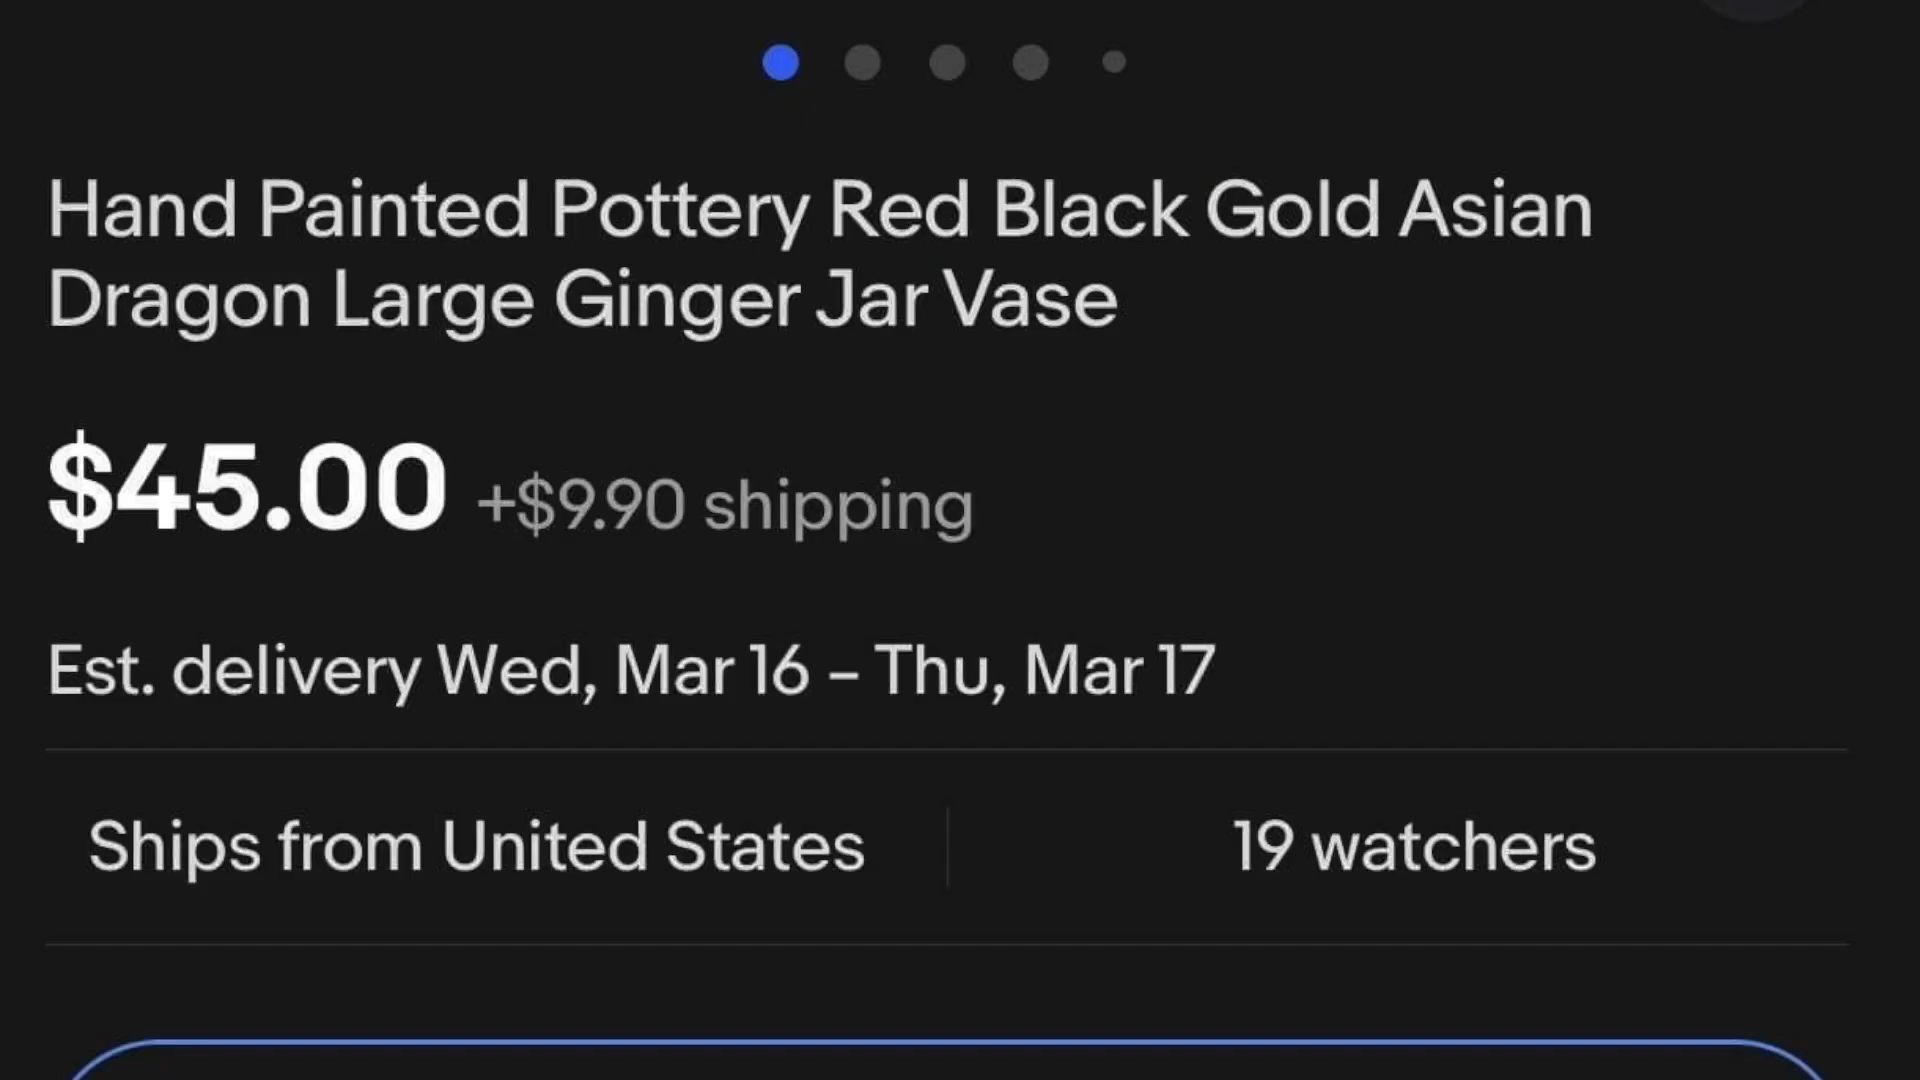 Hand Painted Pottery Red Black Gold Asian
Dragon Large Ginger Jar Vase
$45.00 +$9.90 shipping
Est. delivery Wed, Mar 16 – Thu, Mar 17
Ships from United States
19 watchers